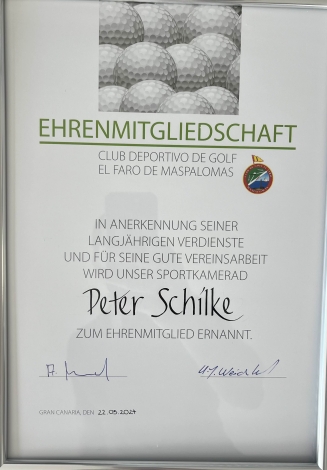 EHRENMITGLIEDSCHAFT
CLUB DEPORTIVO DE GOLF
EL FARO DE MASPALOMAS
IN ANERKENNUNG SEINER
LANGJÄHRIGEN VERDIENSTE
UND FÜR SEINE GUTE VEREINSARBEIT
WIRD UNSER SPORTKAMERAD
Peter Schilke
ZUM EHRENMITGLIED ERNANNT.
GRAN CANARIA, DEN 22.05.2024